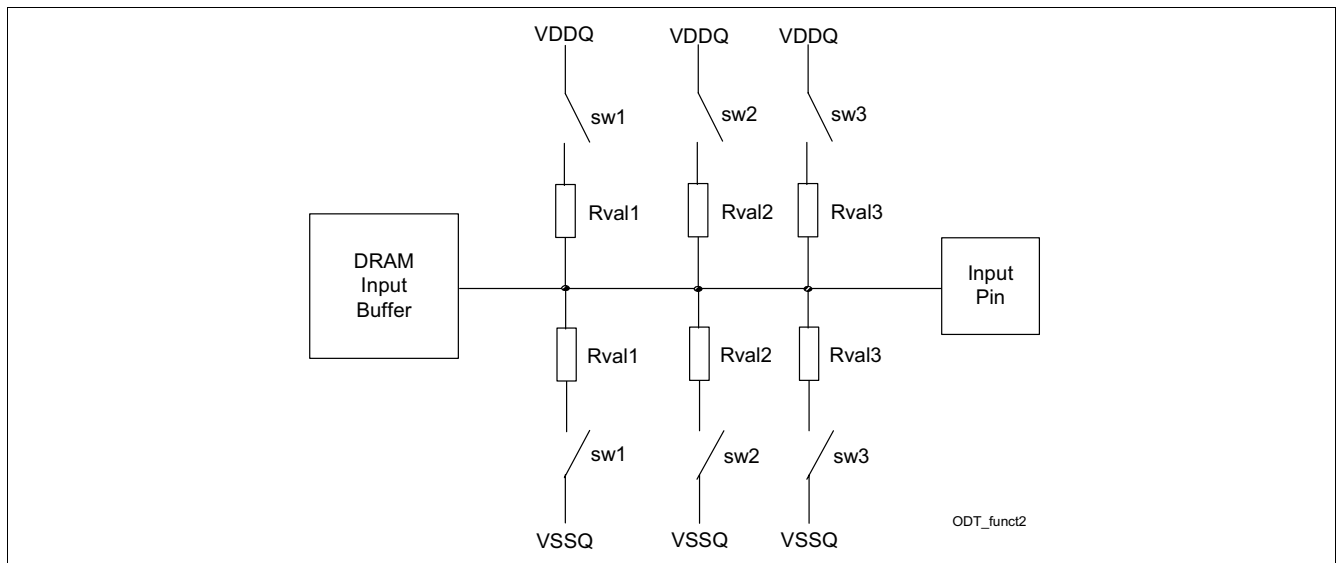 VDDQ VDDQ VDDQ
sw1 sw2 sw3
Rval1 Rval2 Rval3
DRAM
Input
Buffer
Input
Pin
Rval1 Rval2 Rval3
sw1 sw2 sw3
ODT_funct2
VSSQ VSSQ VSSQ